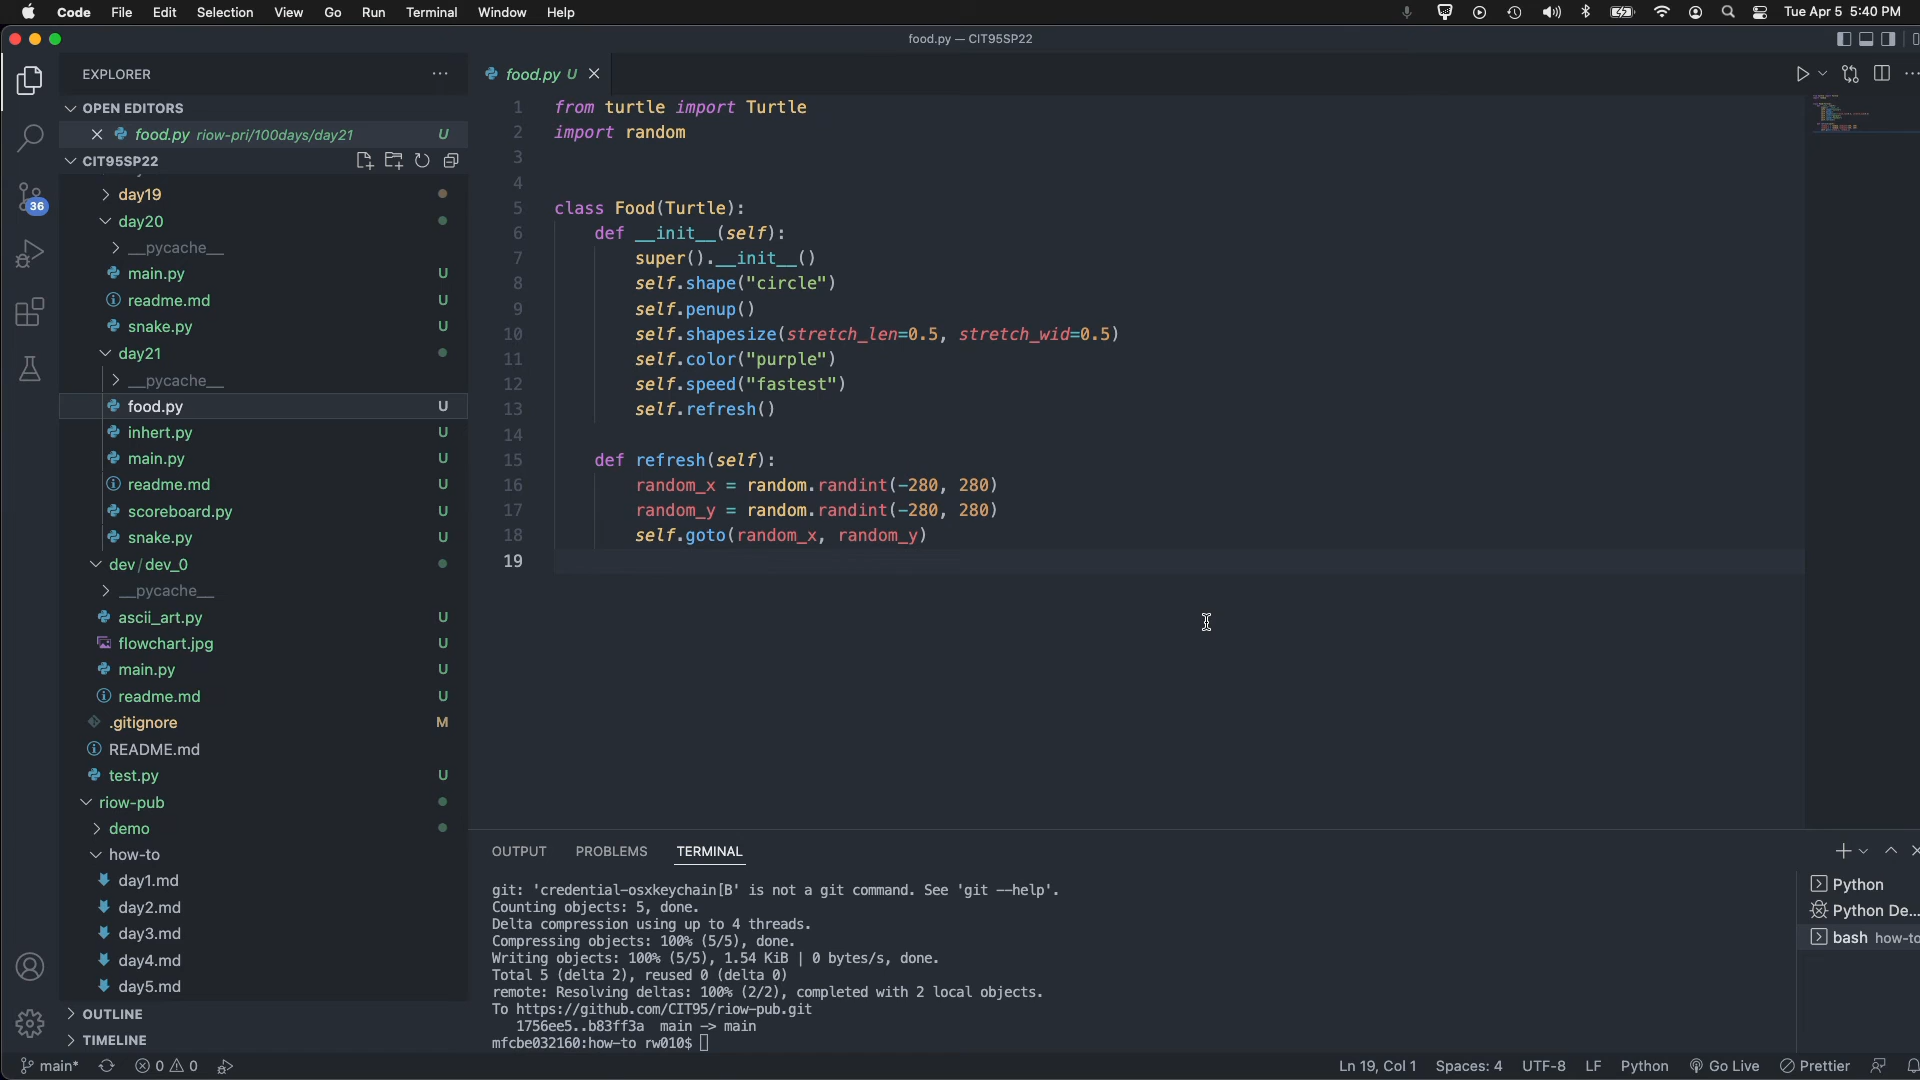 Code File Edit Selection View Go Run Terminal Window Help Tue Apr 5 5:40 PM
food.py — CIT95SP22
EXPLORER
OPEN EDITORS
food.py riow-pri/100days/day21 U
CIT95SP22
day19
day20
__pycache__
main.py U
readme.md U
snake.py U
day21
__pycache__
food.py U
inhert.py U
main.py U
readme.md U
scoreboard.py U
snake.py U
dev / dev_0
__pycache__
ascii_art.py U
flowchart.jpg U
main.py U
readme.md U
.gitignore M
README.md
test.py U
riow-pub
demo
how-to
day1.md
day2.md
day3.md
day4.md
day5.md
OUTLINE
TIMELINE
36
food.py U
1 from turtle import Turtle
2 import random
3
4
5 class Food(Turtle):
6 def __init__(self):
7 super().__init__()
8 self.shape("circle")
9 self.penup()
10 self.shapesize(stretch_len=0.5, stretch_wid=0.5)
11 self.color("purple")
12 self.speed("fastest")
13 self.refresh()
14
15 def refresh(self):
16 random_x = random.randint(-280, 280)
17 random_y = random.randint(-280, 280)
18 self.goto(random_x, random_y)
19
OUTPUT PROBLEMS TERMINAL
git: 'credential-osxkeychain[B' is not a git command. See 'git --help'.
Counting objects: 5, done.
Delta compression using up to 4 threads.
Compressing objects: 100% (5/5), done.
Writing objects: 100% (5/5), 1.54 KiB | 0 bytes/s, done.
Total 5 (delta 2), reused 0 (delta 0)
remote: Resolving deltas: 100% (2/2), completed with 2 local objects.
To https://github.com/CIT95/riow-pub.git
1756ee5..b83ff3a main -> main
mfcbe032160:how-to rw010$
Python
Python De...
bash how-to
main* 0 0 Ln 19, Col 1 Spaces: 4 UTF-8 LF Python Go Live Prettier